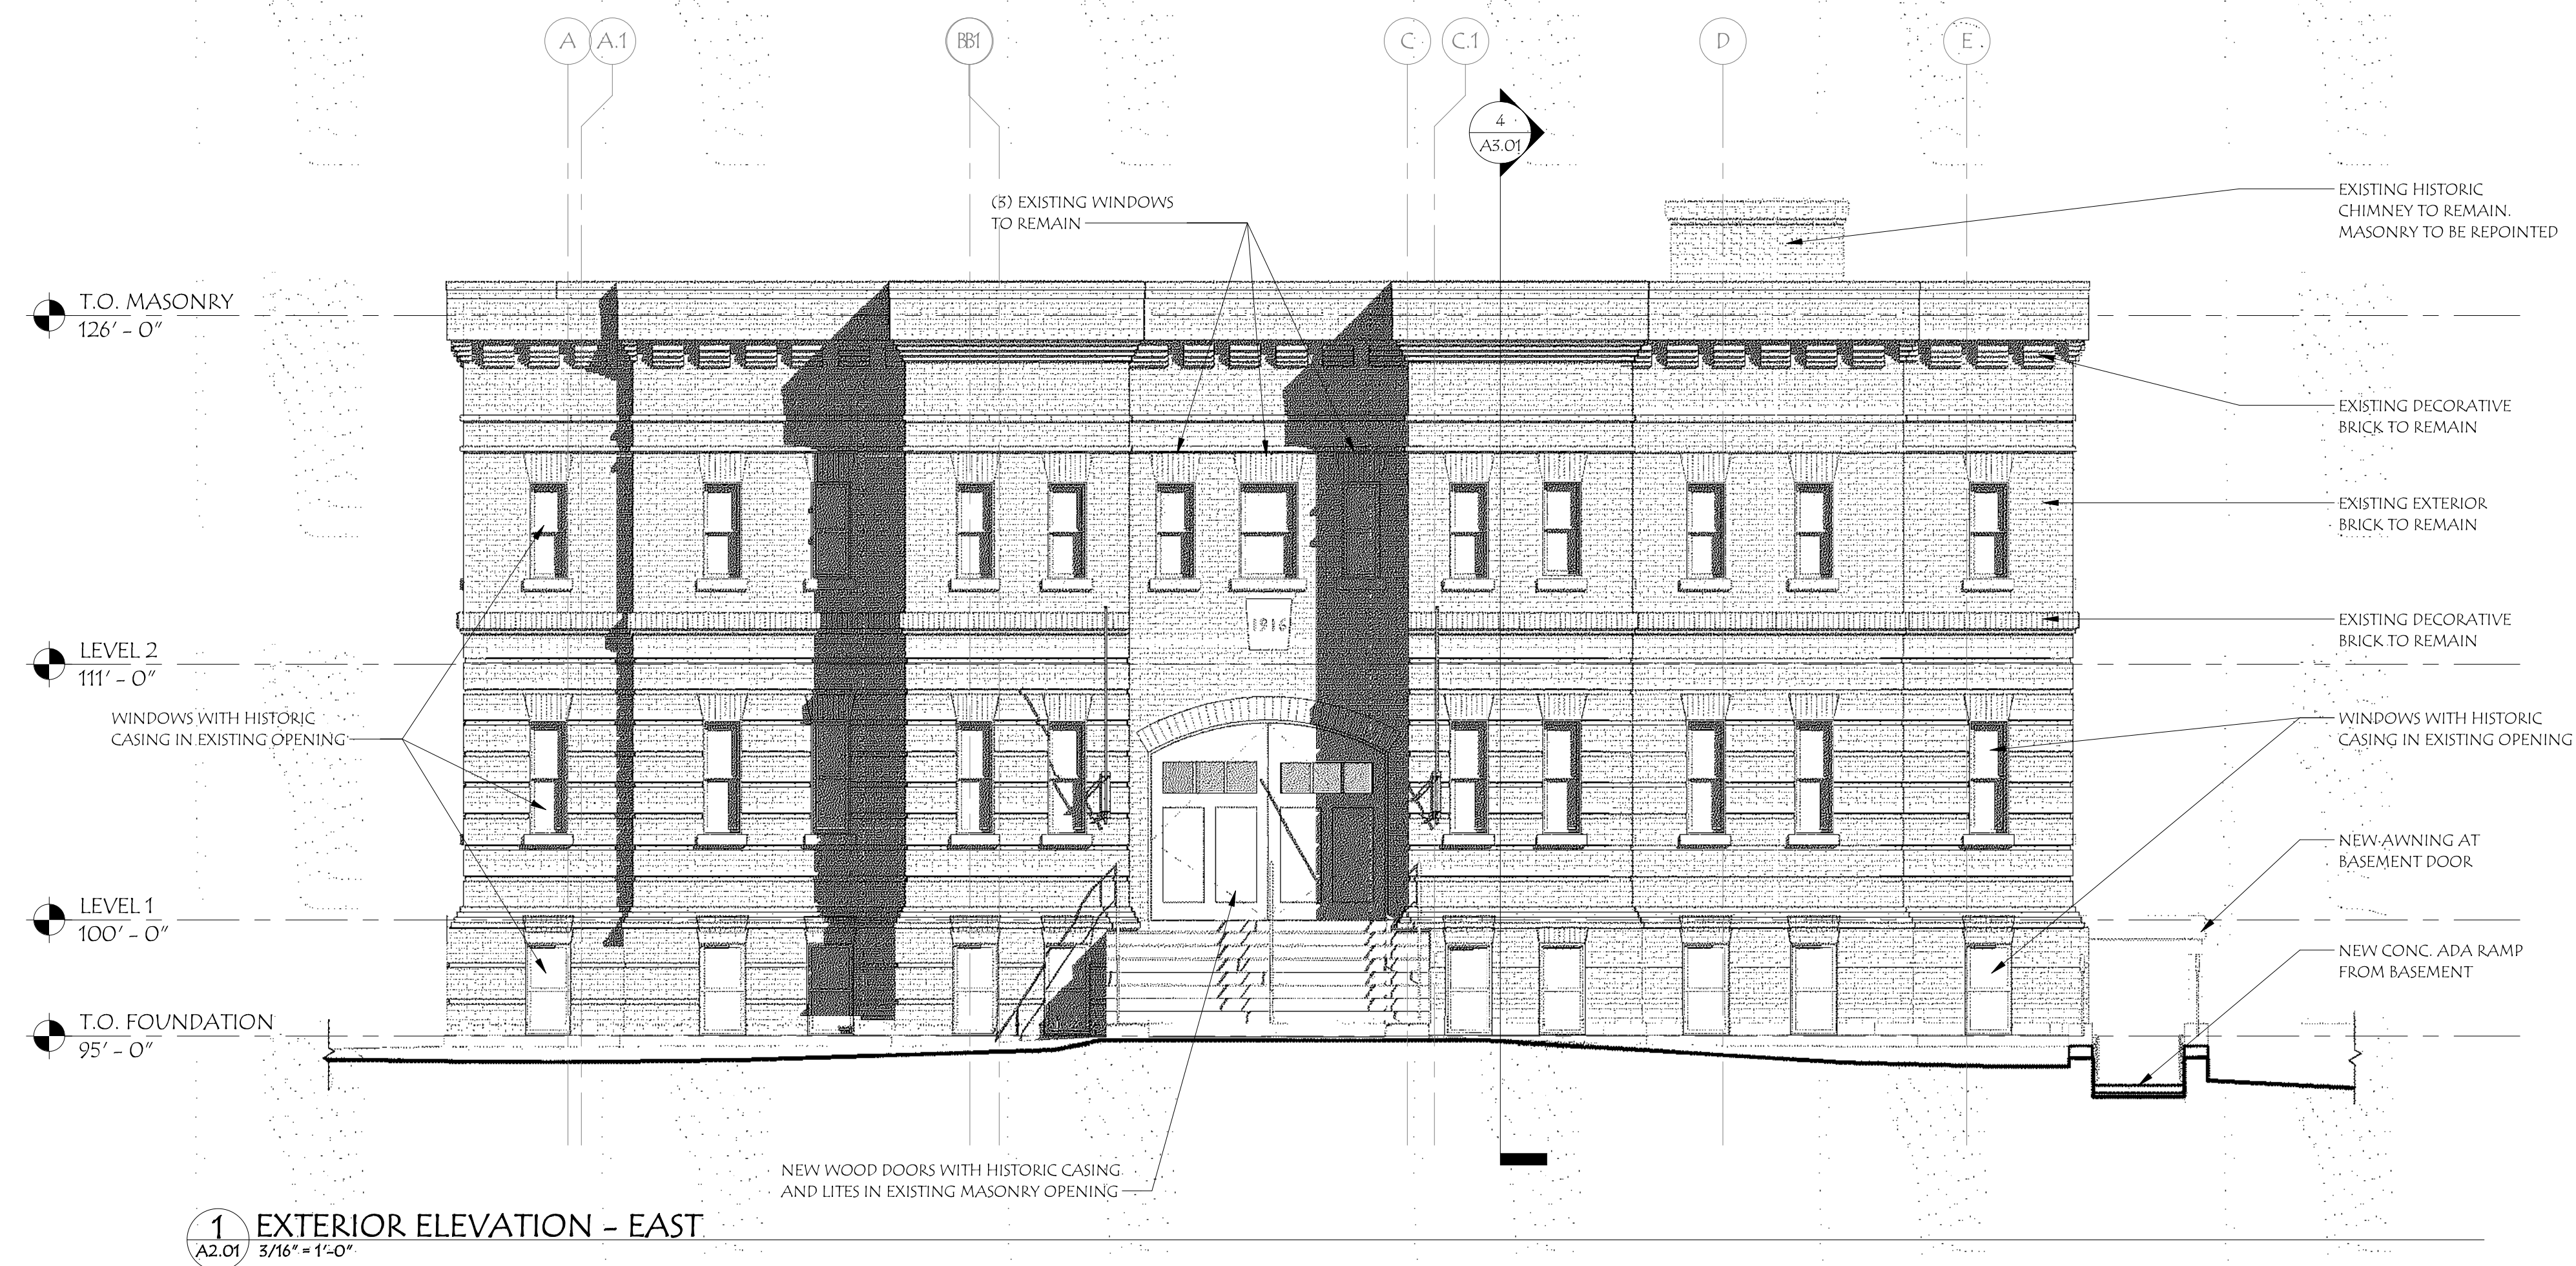 A
A.1
BB1
C
C.1
D
E
4
A3.01
(3) EXISTING WINDOWS
TO REMAIN
EXISTING HISTORIC
CHIMNEY TO REMAIN.
MASONRY TO BE REPOINTED
T.O. MASONRY
126' - 0"
EXISTING DECORATIVE
BRICK TO REMAIN
EXISTING EXTERIOR
BRICK TO REMAIN
1916
EXISTING DECORATIVE
BRICK TO REMAIN
LEVEL 2
111' - 0"
WINDOWS WITH HISTORIC
CASING IN EXISTING OPENING
WINDOWS WITH HISTORIC
CASING IN EXISTING OPENING
NEW AWNING AT
BASEMENT DOOR
LEVEL 1
100' - 0"
NEW CONC. ADA RAMP
FROM BASEMENT
T.O. FOUNDATION
95' - 0"
NEW WOOD DOORS WITH HISTORIC CASING
AND LITES IN EXISTING MASONRY OPENING
1
A2.01
EXTERIOR ELEVATION - EAST
3/16" = 1'-0"